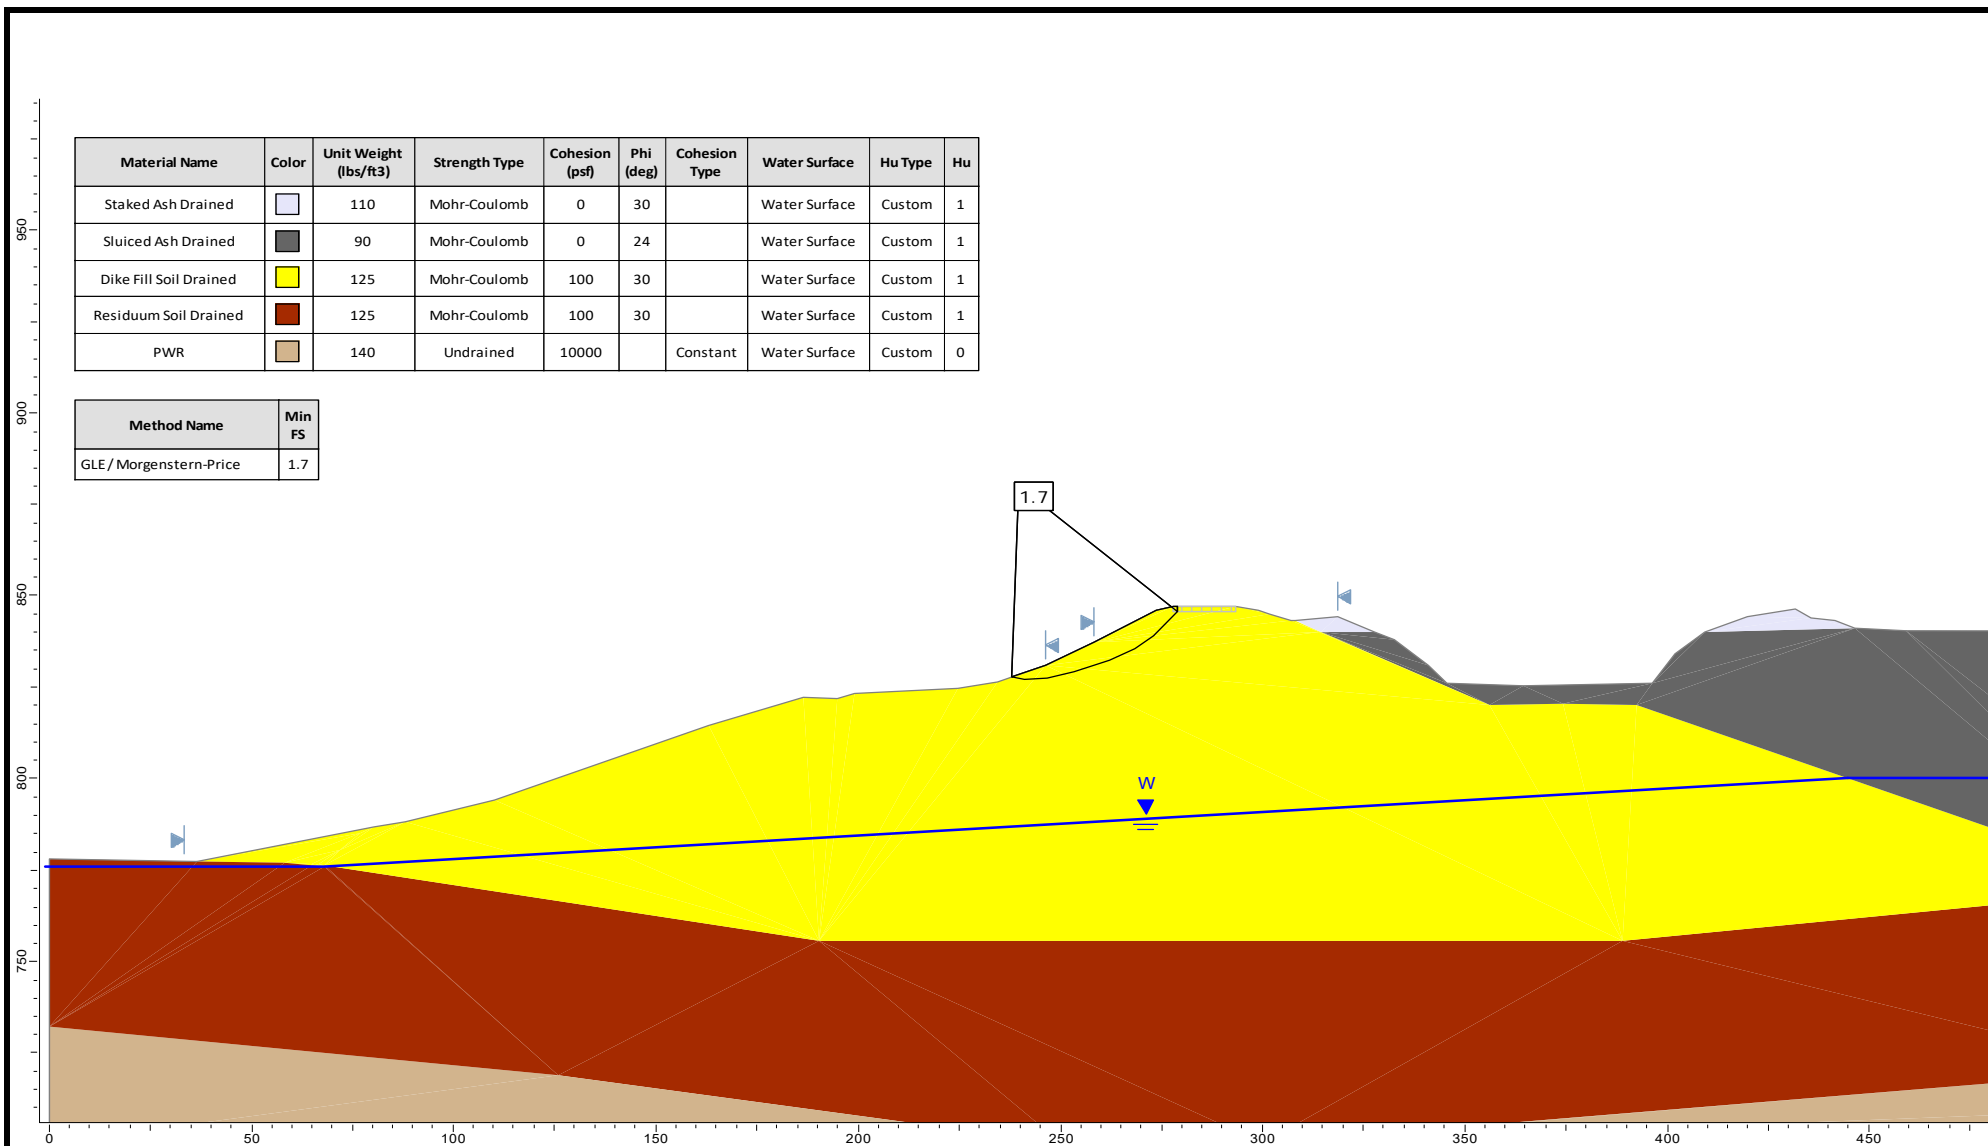 Material Name Color Unit Weight (lbs/ft3) Strength Type Cohesion (psf) Phi (deg) Cohesion Type Water Surface Hu Type Hu
Staked Ash Drained 110 Mohr-Coulomb 0 30 Water Surface Custom 1
Sluiced Ash Drained 90 Mohr-Coulomb 0 24 Water Surface Custom 1
Dike Fill Soil Drained 125 Mohr-Coulomb 100 30 Water Surface Custom 1
Residuum Soil Drained 125 Mohr-Coulomb 100 30 Water Surface Custom 1
PWR 140 Undrained 10000 Constant Water Surface Custom 0
Method Name Min FS
GLE/Morgenstern-Price 1.7
1.7
W
950
900
850
800
750
0 50 100 150 200 250 300 350 400 450